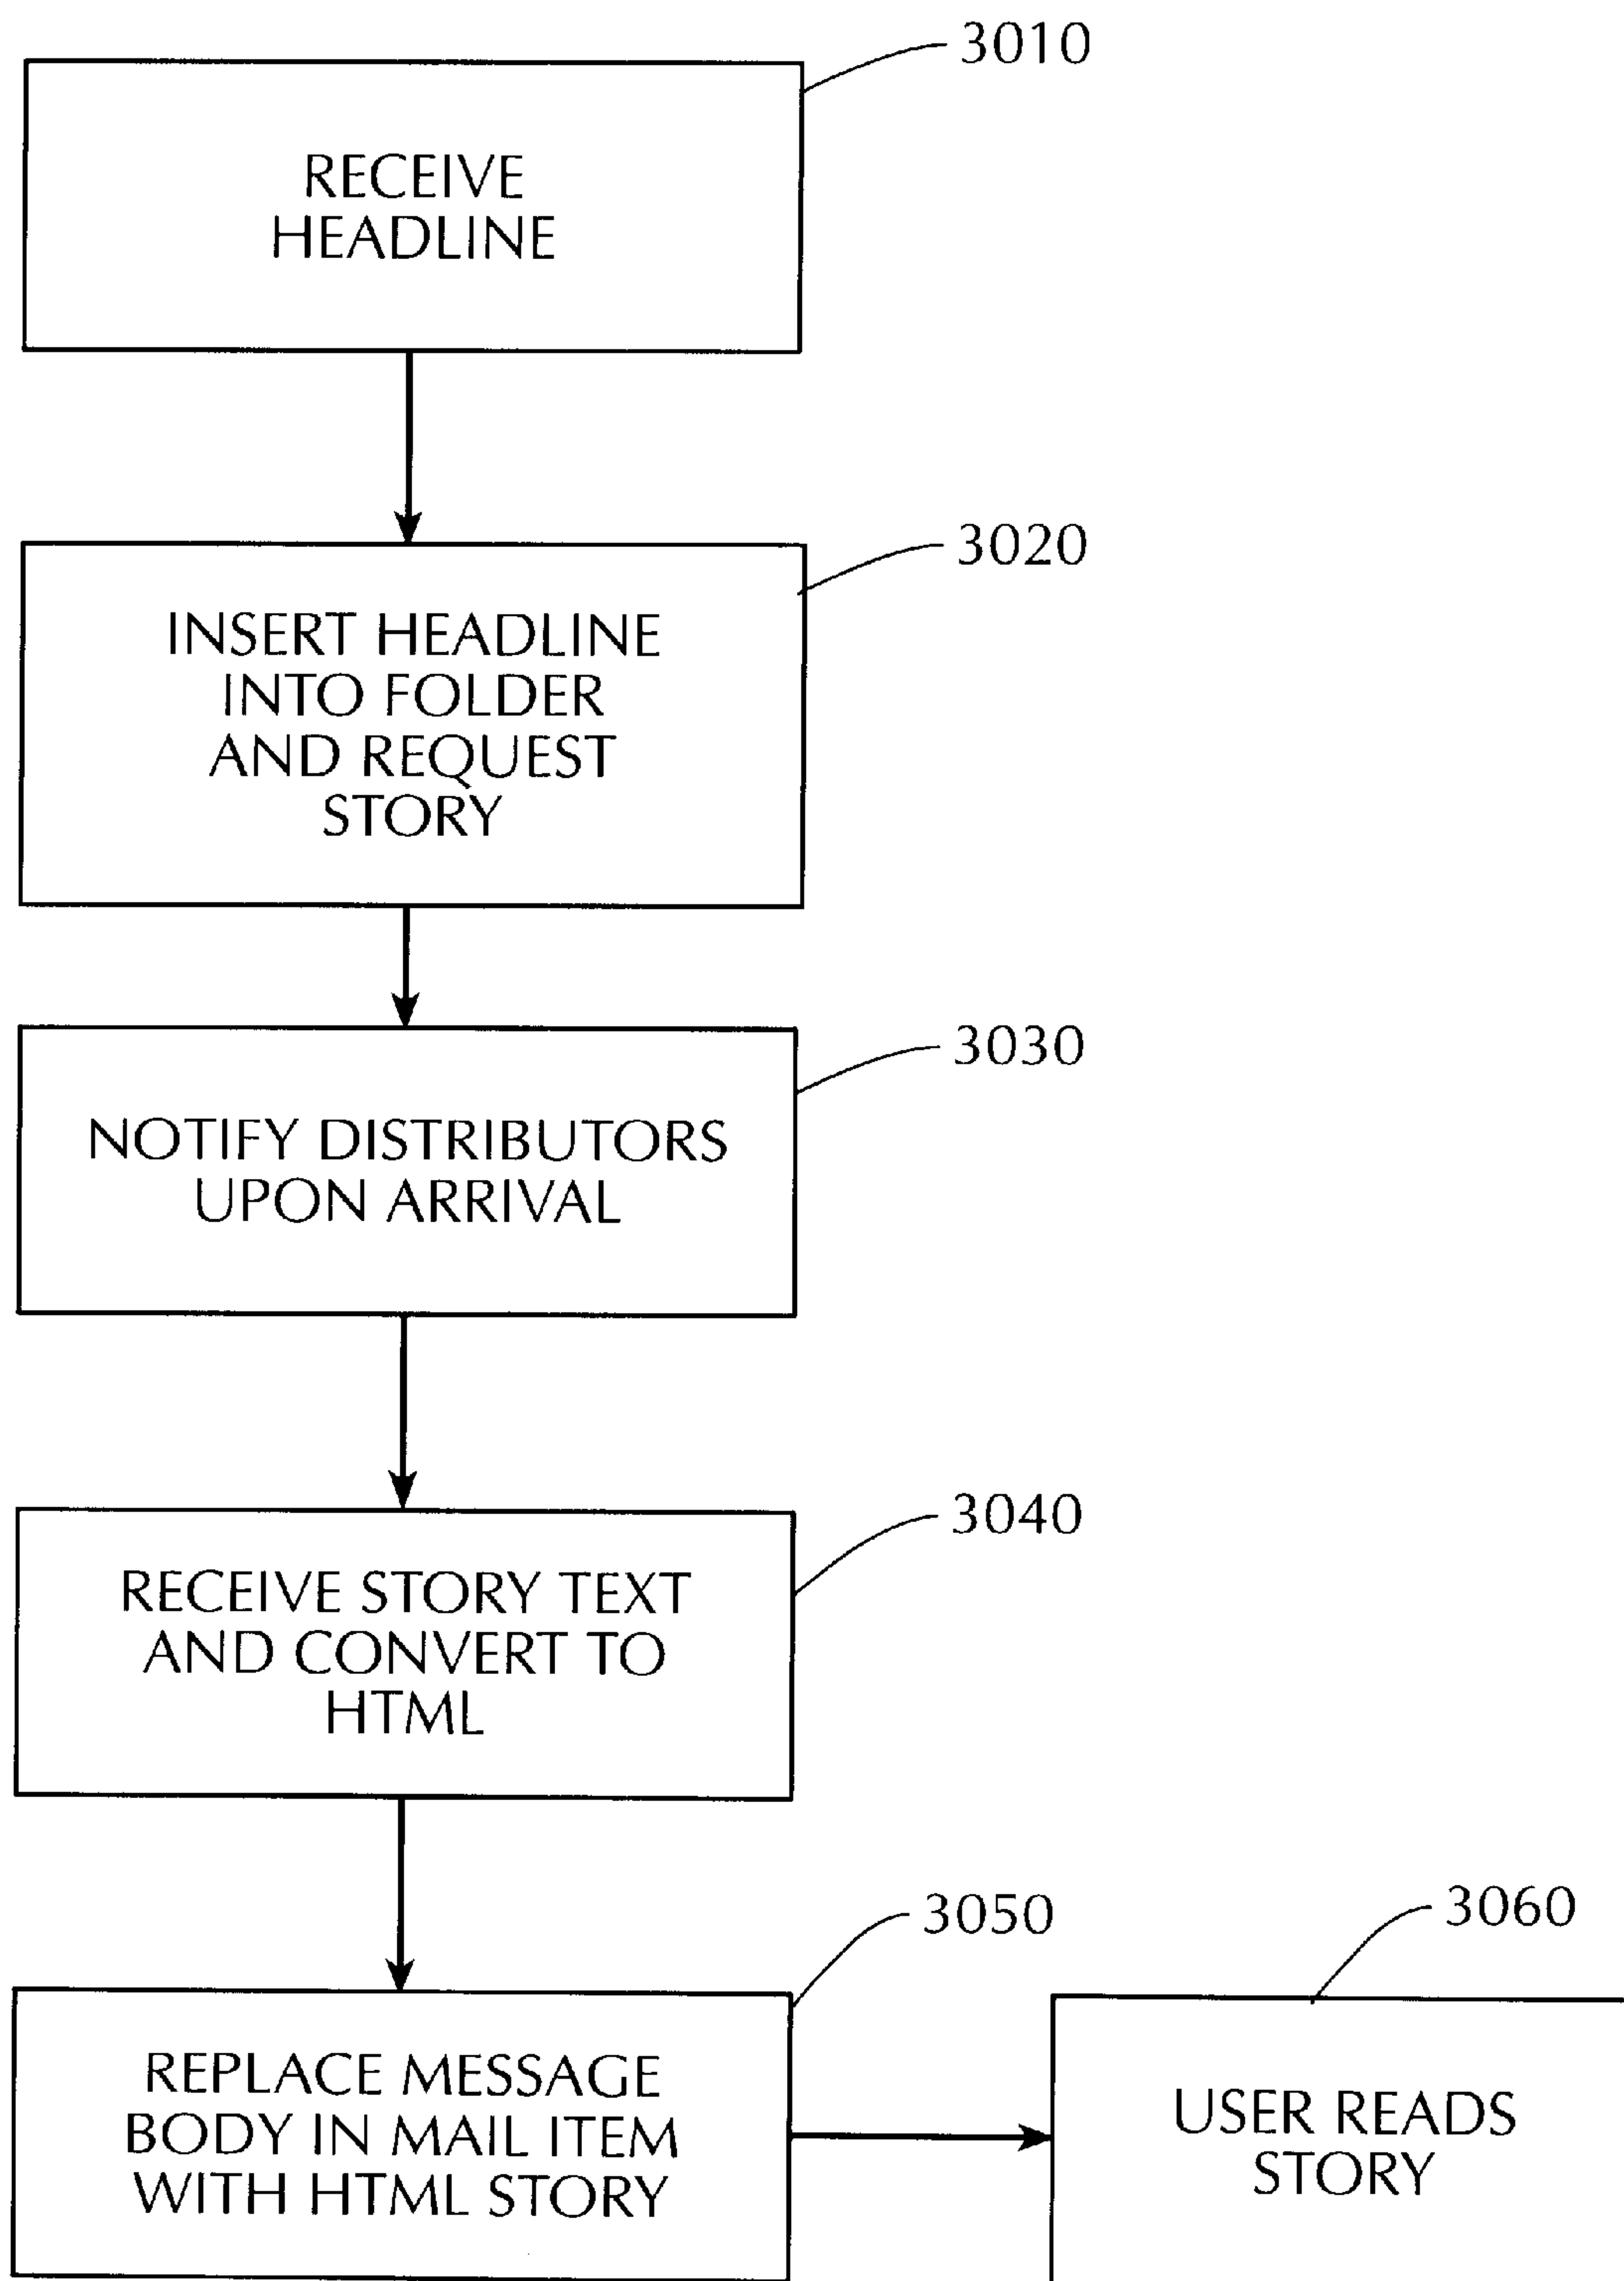 3010
RECEIVE
HEADLINE
3020
INSERT HEADLINE
INTO FOLDER
AND REQUEST
STORY
3030
NOTIFY DISTRIBUTORS
UPON ARRIVAL
3040
RECEIVE STORY TEXT
AND CONVERT TO
HTML
3050
REPLACE MESSAGE
BODY IN MAIL ITEM
WITH HTML STORY
3060
USER READS
STORY